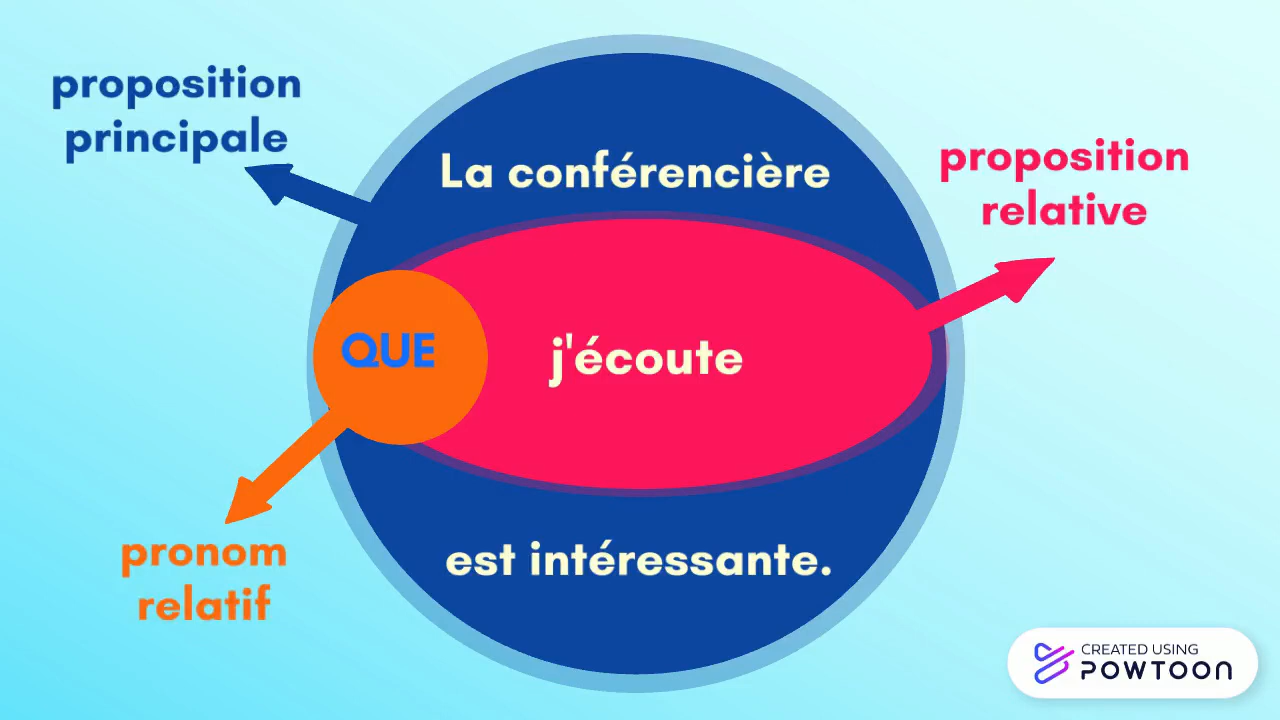 proposition
principale
La conférencière
proposition
relative
QUE
j'écoute
pronom
relatif
est intéressante.
CREATED USING
POWTOON